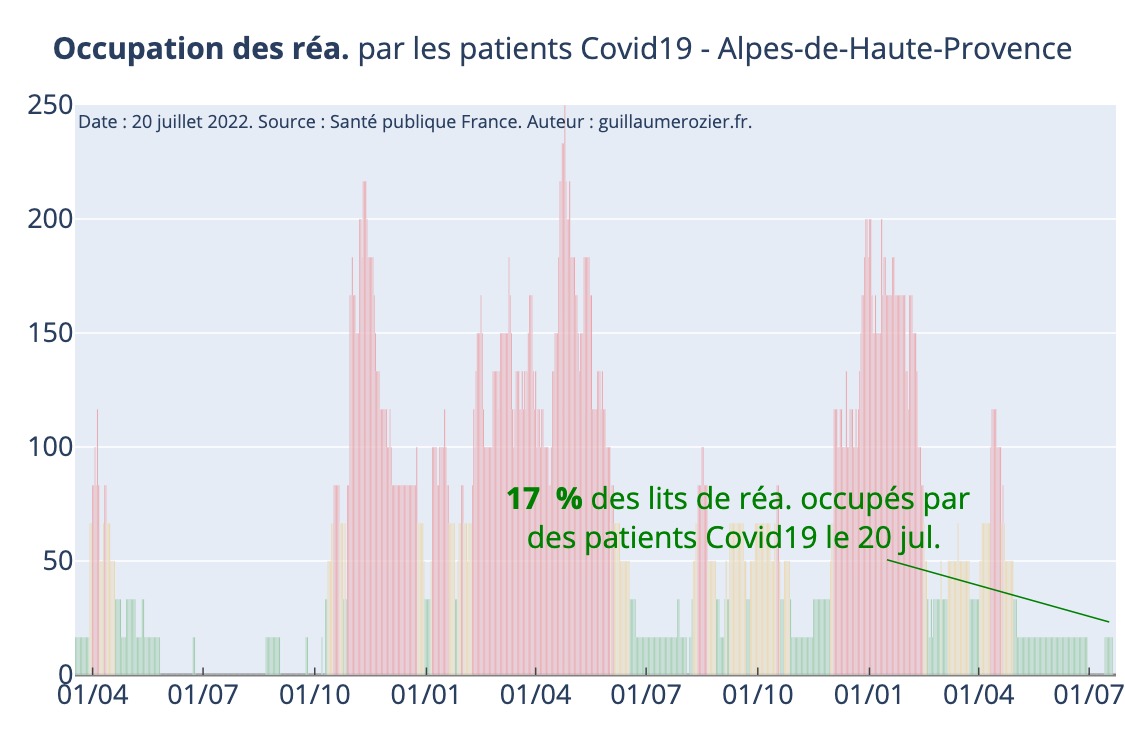 Occupation des réa. par les patients Covid19 - Alpes-de-Haute-Provence
250
Date : 20 juillet 2022. Source : Santé publique France. Auteur : guillaumerozier.fr.
200
150
100
17 % des lits de réa. occupés par
des patients Covid19 le 20 jul.
50
0
01/04 01/07 01/10 01/01 01/04 01/07 01/10 01/01 01/04 01/07